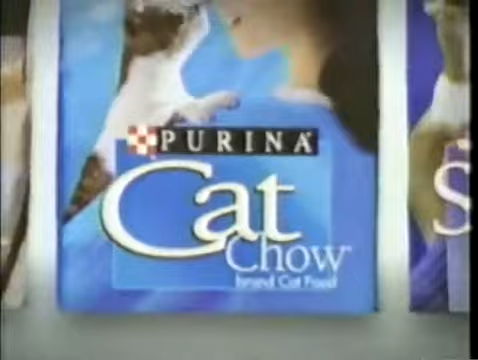 PURINA
Cat
Chow
brand Cat Food
S